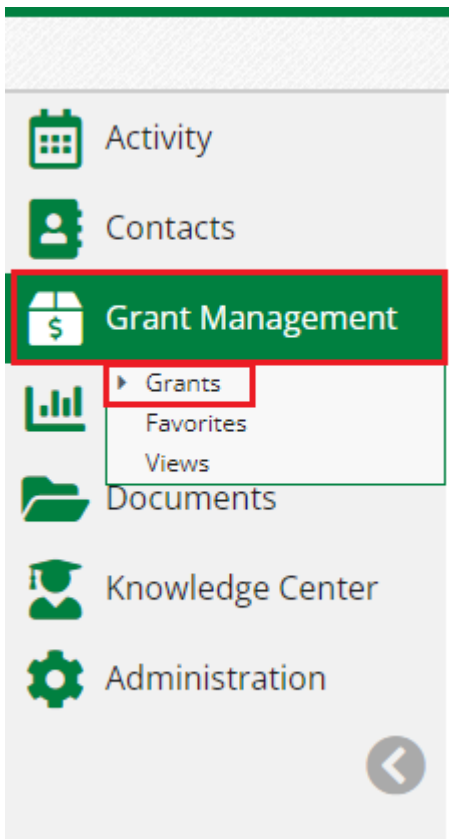 Activity
Contacts
$
Grant Management
Grants
Favorites
Views
Documents
Knowledge Center
Administration